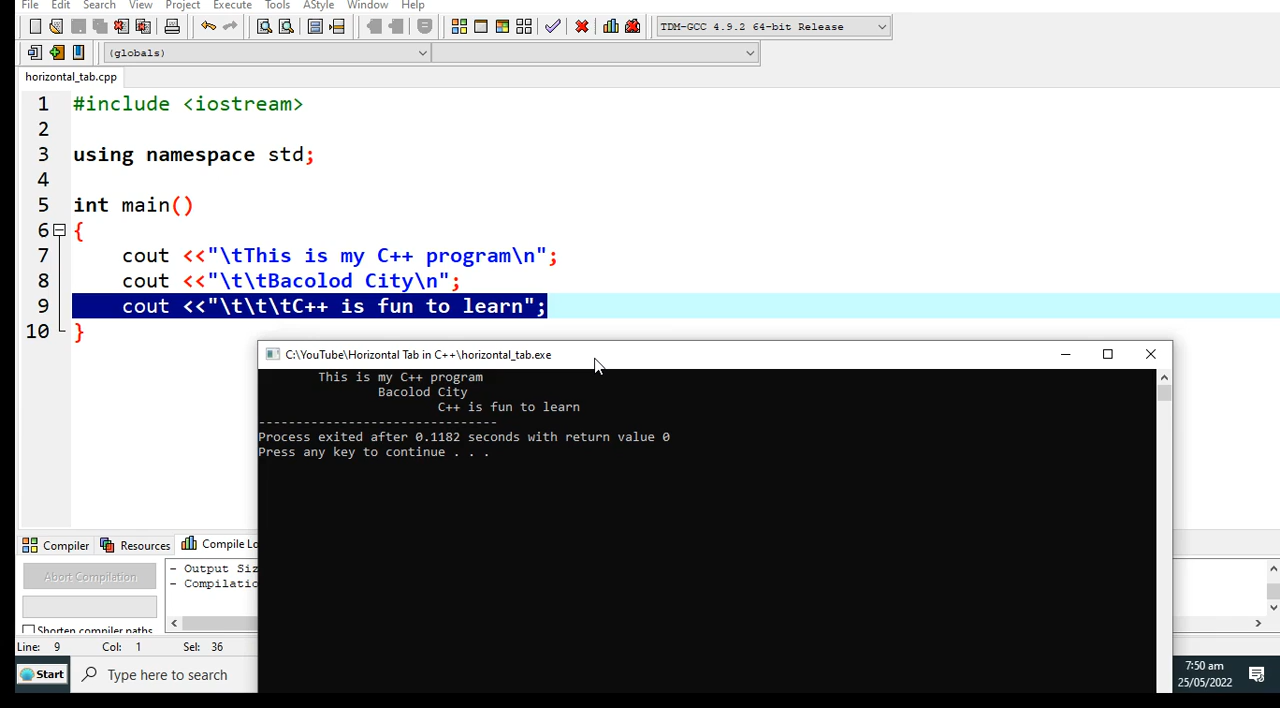 File Edit Search View Project Execute Tools AStyle Window Help
TDM-GCC 4.9.2 64-bit Release
(globals)
horizontal_tab.cpp
1 #include <iostream>
2
3 using namespace std;
4
5 int main()
6 {
7 cout <<"\tThis is my C++ program\n";
8 cout <<"\t\tBacolod City\n";
9 cout <<"\t\t\tC++ is fun to learn";
10 }
C:\YouTube\Horizontal Tab in C++\horizontal_tab.exe
This is my C++ program
Bacolod City
C++ is fun to learn
--------------------------------
Process exited after 0.1182 seconds with return value 0
Press any key to continue . . .
Compiler Resources Compile Lo
Abort Compilation
- Output Siz
- Compilatic
Shorten compiler paths
Line: 9 Col: 1 Sel: 36
Start Type here to search
7:50 am
25/05/2022